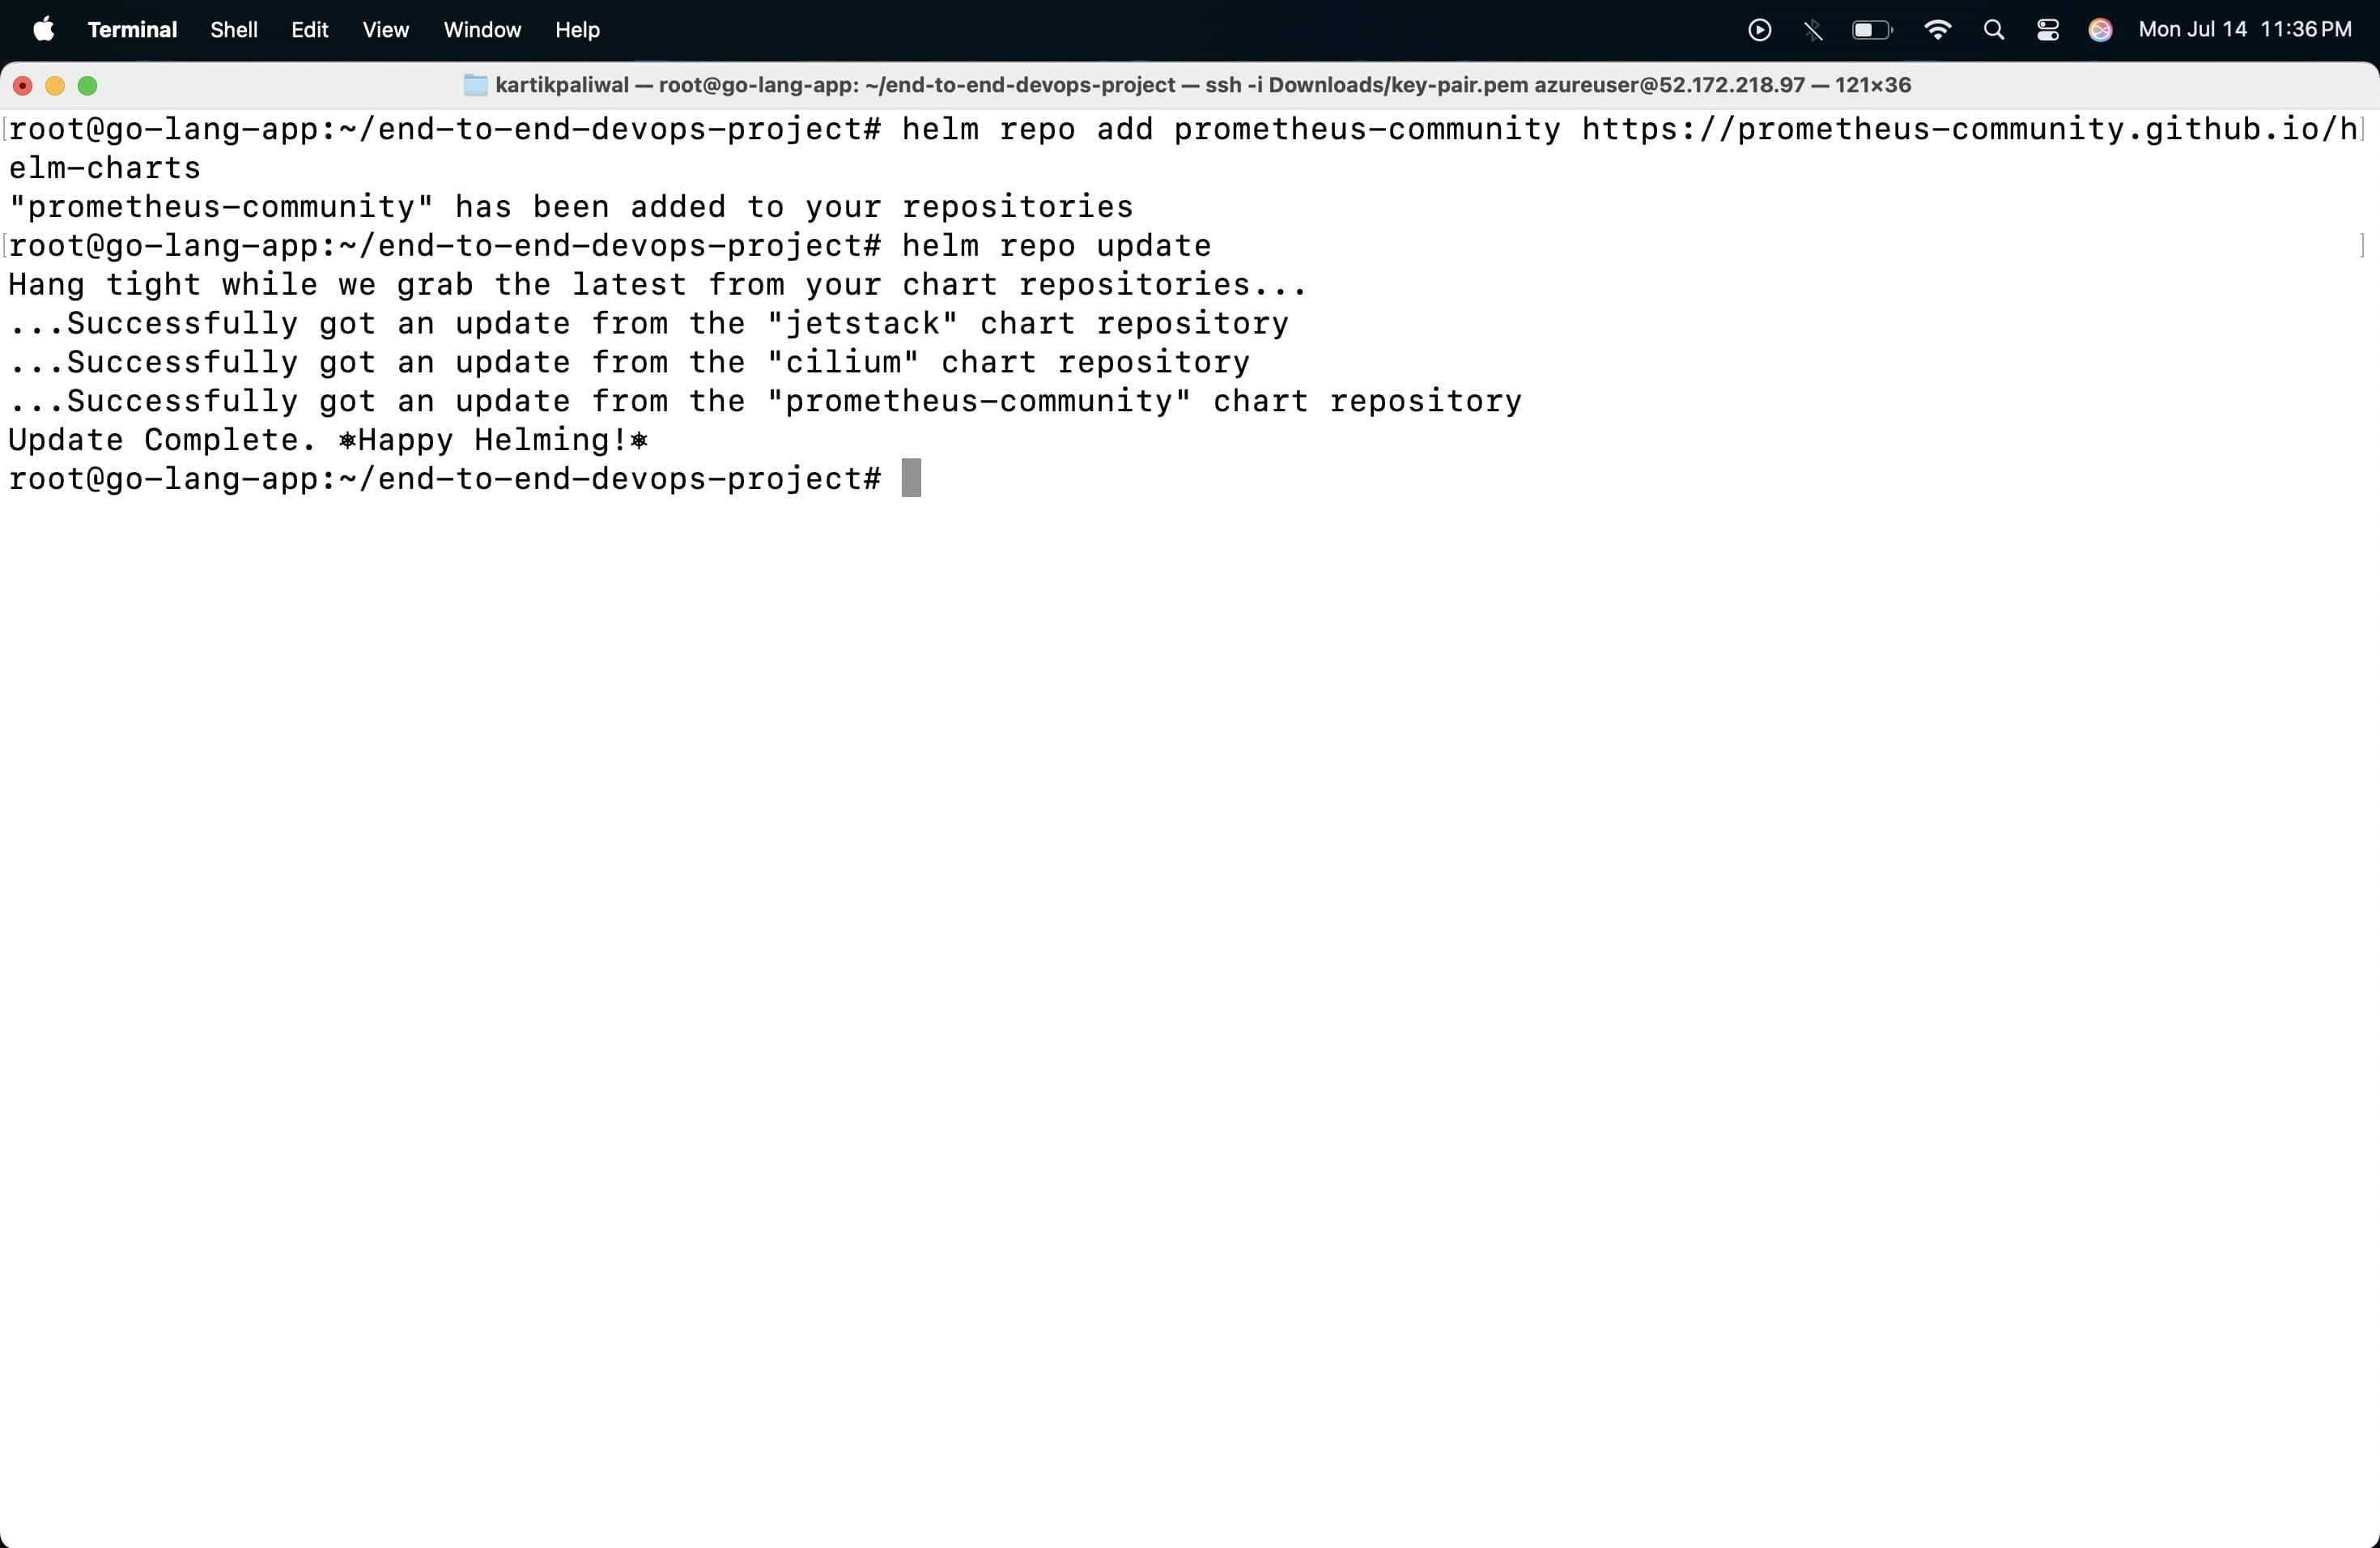 Terminal Shell Edit View Window Help Mon Jul 14 11:36 PM
kartikpaliwal — root@go-lang-app: ~/end-to-end-devops-project — ssh -i Downloads/key-pair.pem azureuser@52.172.218.97 — 121×36
[root@go-lang-app:~/end-to-end-devops-project# helm repo add prometheus-community https://prometheus-community.github.io/h]
elm-charts
"prometheus-community" has been added to your repositories
[root@go-lang-app:~/end-to-end-devops-project# helm repo update ]
Hang tight while we grab the latest from your chart repositories...
...Successfully got an update from the "jetstack" chart repository
...Successfully got an update from the "cilium" chart repository
...Successfully got an update from the "prometheus-community" chart repository
Update Complete. ⎈Happy Helming!⎈
root@go-lang-app:~/end-to-end-devops-project#